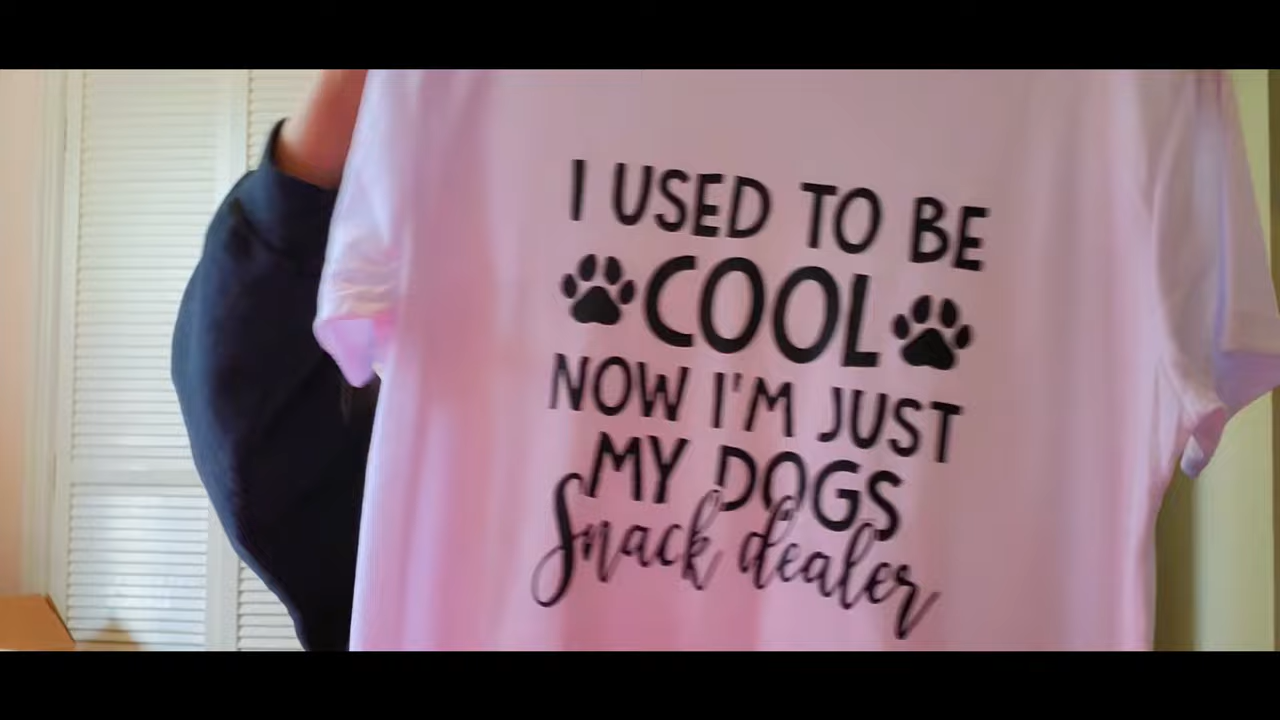 I USED TO BE
COOL
NOW I'M JUST
MY DOGS
Snack dealer